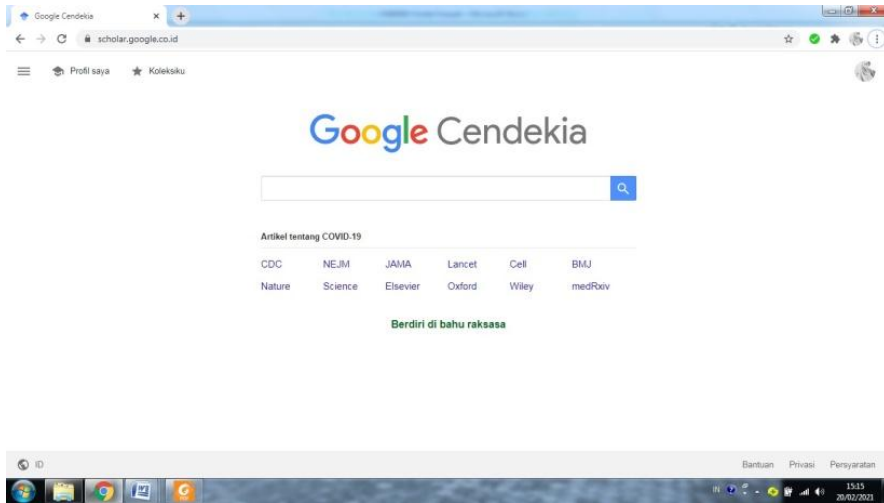 Google Cendekia
scholar.google.co.id
Profil saya Koleksiku
Google Cendekia
Artikel tentang COVID-19
CDC NEJM JAMA Lancet Cell BMJ
Nature Science Elsevier Oxford Wiley medRxiv
Berdiri di bahu raksasa
ID Bantuan Privasi Persyaratan
IN 15:15
20/02/2021